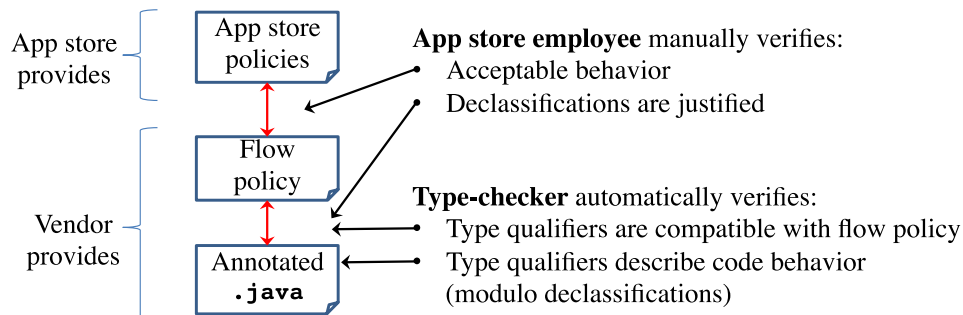 App store
provides
App store
policies
App store employee manually verifies:
Acceptable behavior
Declassifications are justified
Flow
policy
Vendor
provides
Type-checker automatically verifies:
Type qualifiers are compatible with flow policy
Annotated
.java
Type qualifiers describe code behavior
(modulo declassifications)